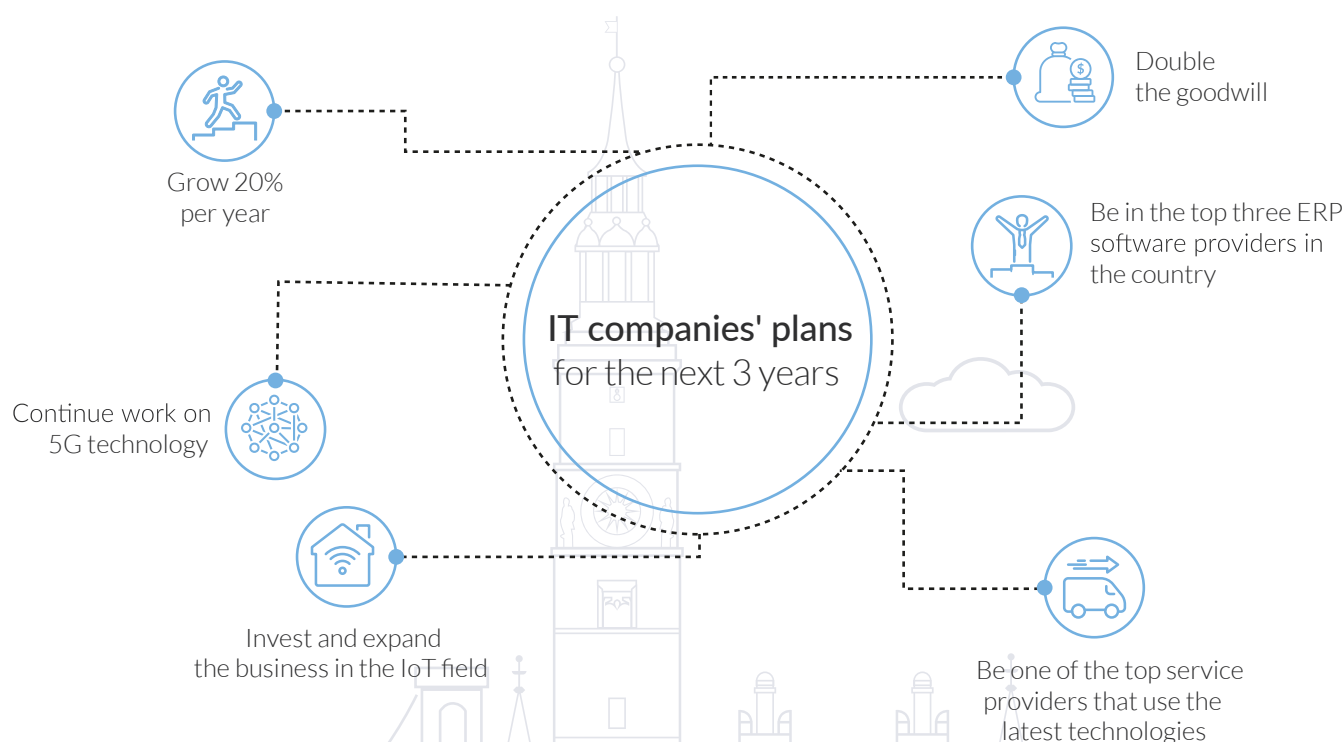 Double
the goodwill
Grow 20%
per year
Be in the top three ERP
software providers in
the country
IT companies' plans
for the next 3 years
Continue work on
5G technology
Invest and expand
the business in the IoT field
Be one of the top service
providers that use the
latest technologies
$